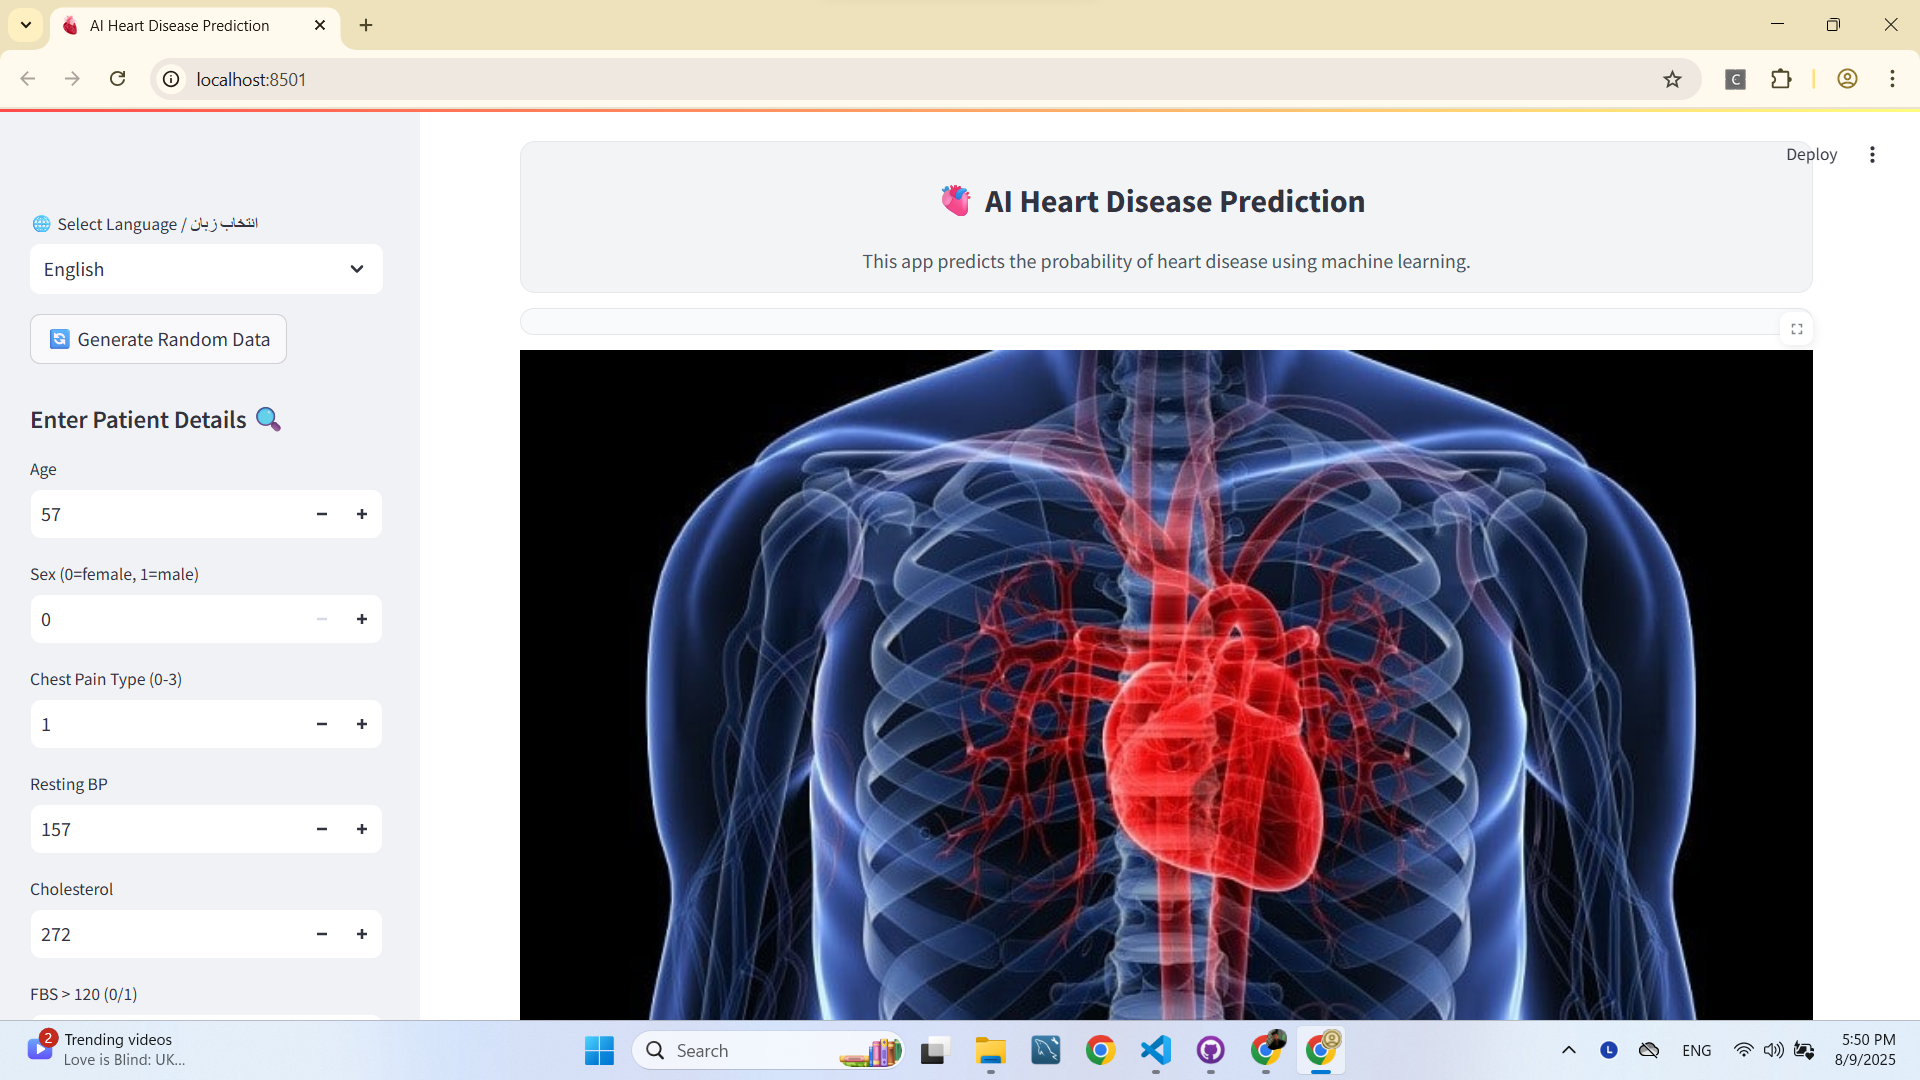 AI Heart Disease Prediction
localhost:8501
C
Deploy
Select Language / انتخاب زبان
English
Generate Random Data
Enter Patient Details
Age
57
Sex (0=female, 1=male)
0
Chest Pain Type (0-3)
1
Resting BP
157
Cholesterol
272
FBS > 120 (0/1)
AI Heart Disease Prediction
This app predicts the probability of heart disease using machine learning.
2
Trending videos
Love is Blind: UK...
Search
L
ENG
5:50 PM
8/9/2025